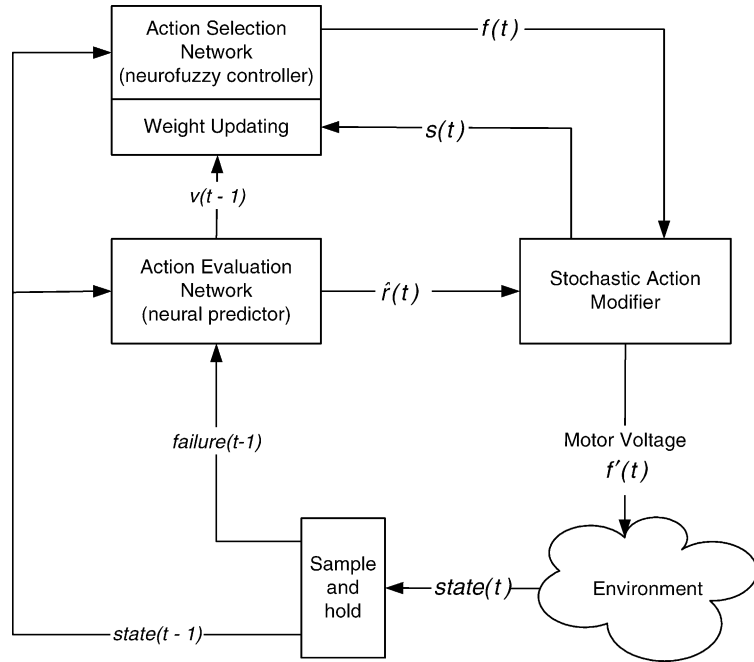 Action Selection
Network
(neurofuzzy controller)
f(t)
Weight Updating
s(t)
v(t - 1)
Action Evaluation
Network
(neural predictor)
r̂(t)
Stochastic Action
Modifier
failure(t-1)
Motor Voltage
f'(t)
Sample
and
hold
state(t)
Environment
state(t - 1)